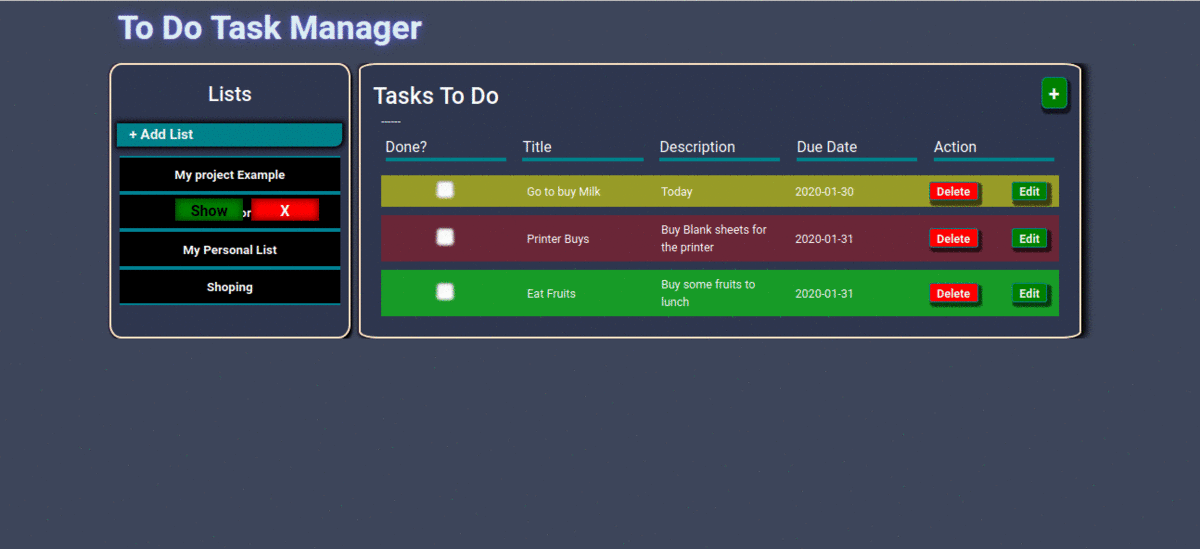 To Do Task Manager
Lists
+ Add List
My project Example
Show
X
My Personal List
Shoping
Tasks To Do
+
------
Done? Title Description Due Date Action
Go to buy Milk Today 2020-01-30 Delete Edit
Printer Buys Buy Blank sheets for
the printer 2020-01-31 Delete Edit
Eat Fruits Buy some fruits to
lunch 2020-01-31 Delete Edit